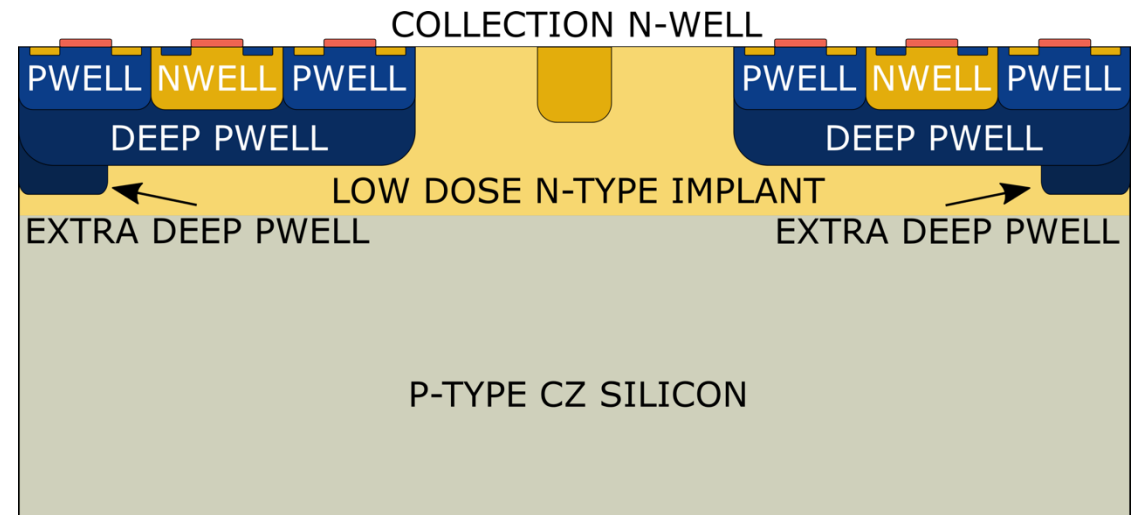 COLLECTION N-WELL
PWELL NWELL PWELL PWELL NWELL PWELL
DEEP PWELL DEEP PWELL
LOW DOSE N-TYPE IMPLANT
EXTRA DEEP PWELL EXTRA DEEP PWELL
P-TYPE CZ SILICON